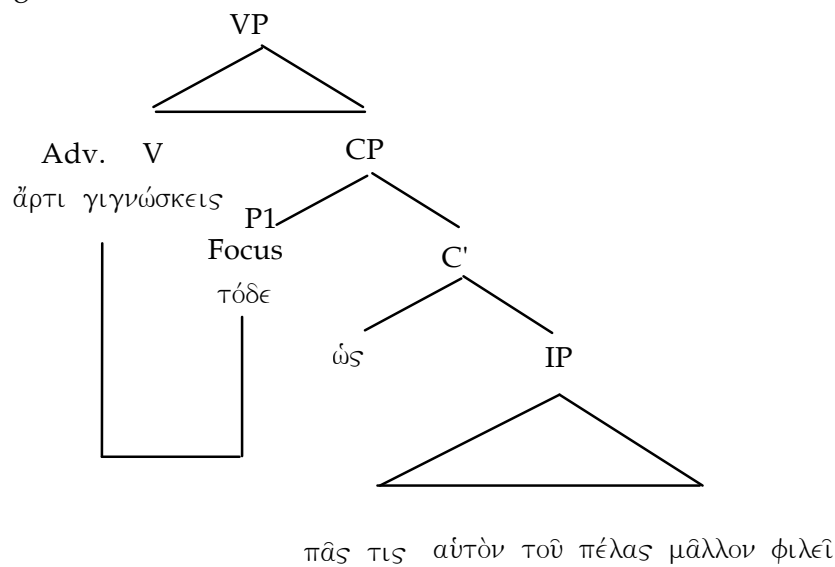 VP
Adv. V CP
ἄρτι γιγνώσκεις
P1
Focus C'
τόδε
ὡς IP
πᾶς τις αὑτὸν τοῦ πέλας μᾶλλον φιλεῖ